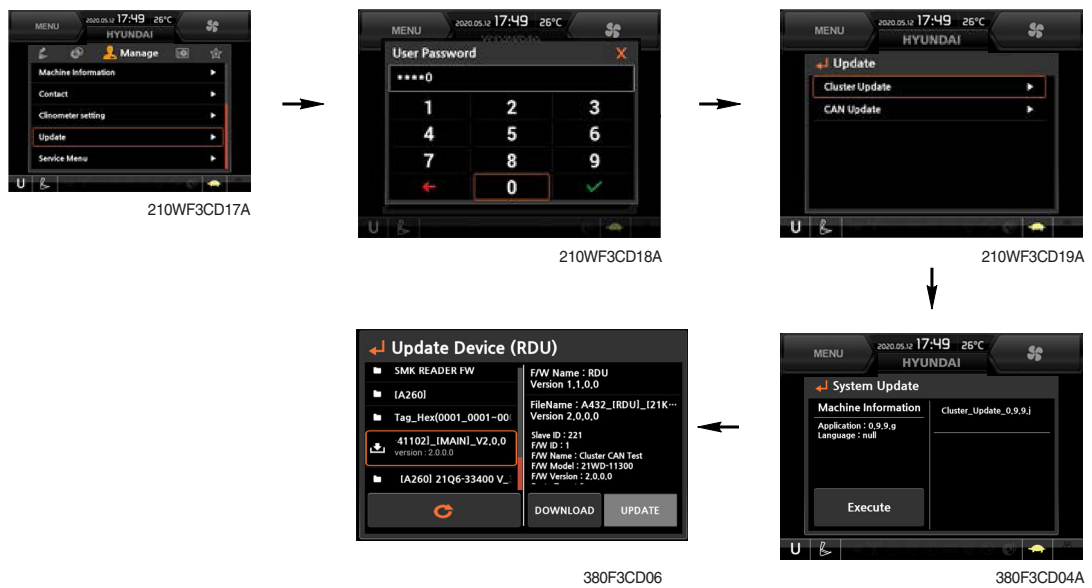 MENU
2020.05.12 17:49 26°C
HYUNDAI
Manage
Machine Information
Contact
Clinometer setting
Update
Service Menu
U
210WF3CD17A
MENU
2020.05.12 17:49 26°C
HYUNDAI
User Password X
****0
1 2 3
4 5 6
7 8 9
0
U
210WF3CD18A
MENU
2020.05.12 17:49 26°C
HYUNDAI
Update
Cluster Update
CAN Update
U
210WF3CD19A
MENU
2020.05.12 17:49 26°C
HYUNDAI
System Update
Machine Information
Application : 0,9,9,g
Language : null
Cluster_Update_0,9,9,j
Execute
U
380F3CD04A
Update Device (RDU)
SMK READER FW
[A260]
Tag_Hex(0001_0001~00
41102]_[MAIN]_V2,0,0
version : 2.0.0.0
[A260] 21Q6-33400 V_
F/W Name : RDU
Version 1,1,0,0
FileName : A432_[RDU]_[21K···
Version 2,0,0,0
Slave ID : 221
F/W ID : 1
F/W Name : Cluster CAN Test
F/W Model : 21WD-11300
F/W Version : 2,0,0,0
DOWNLOAD UPDATE
380F3CD06